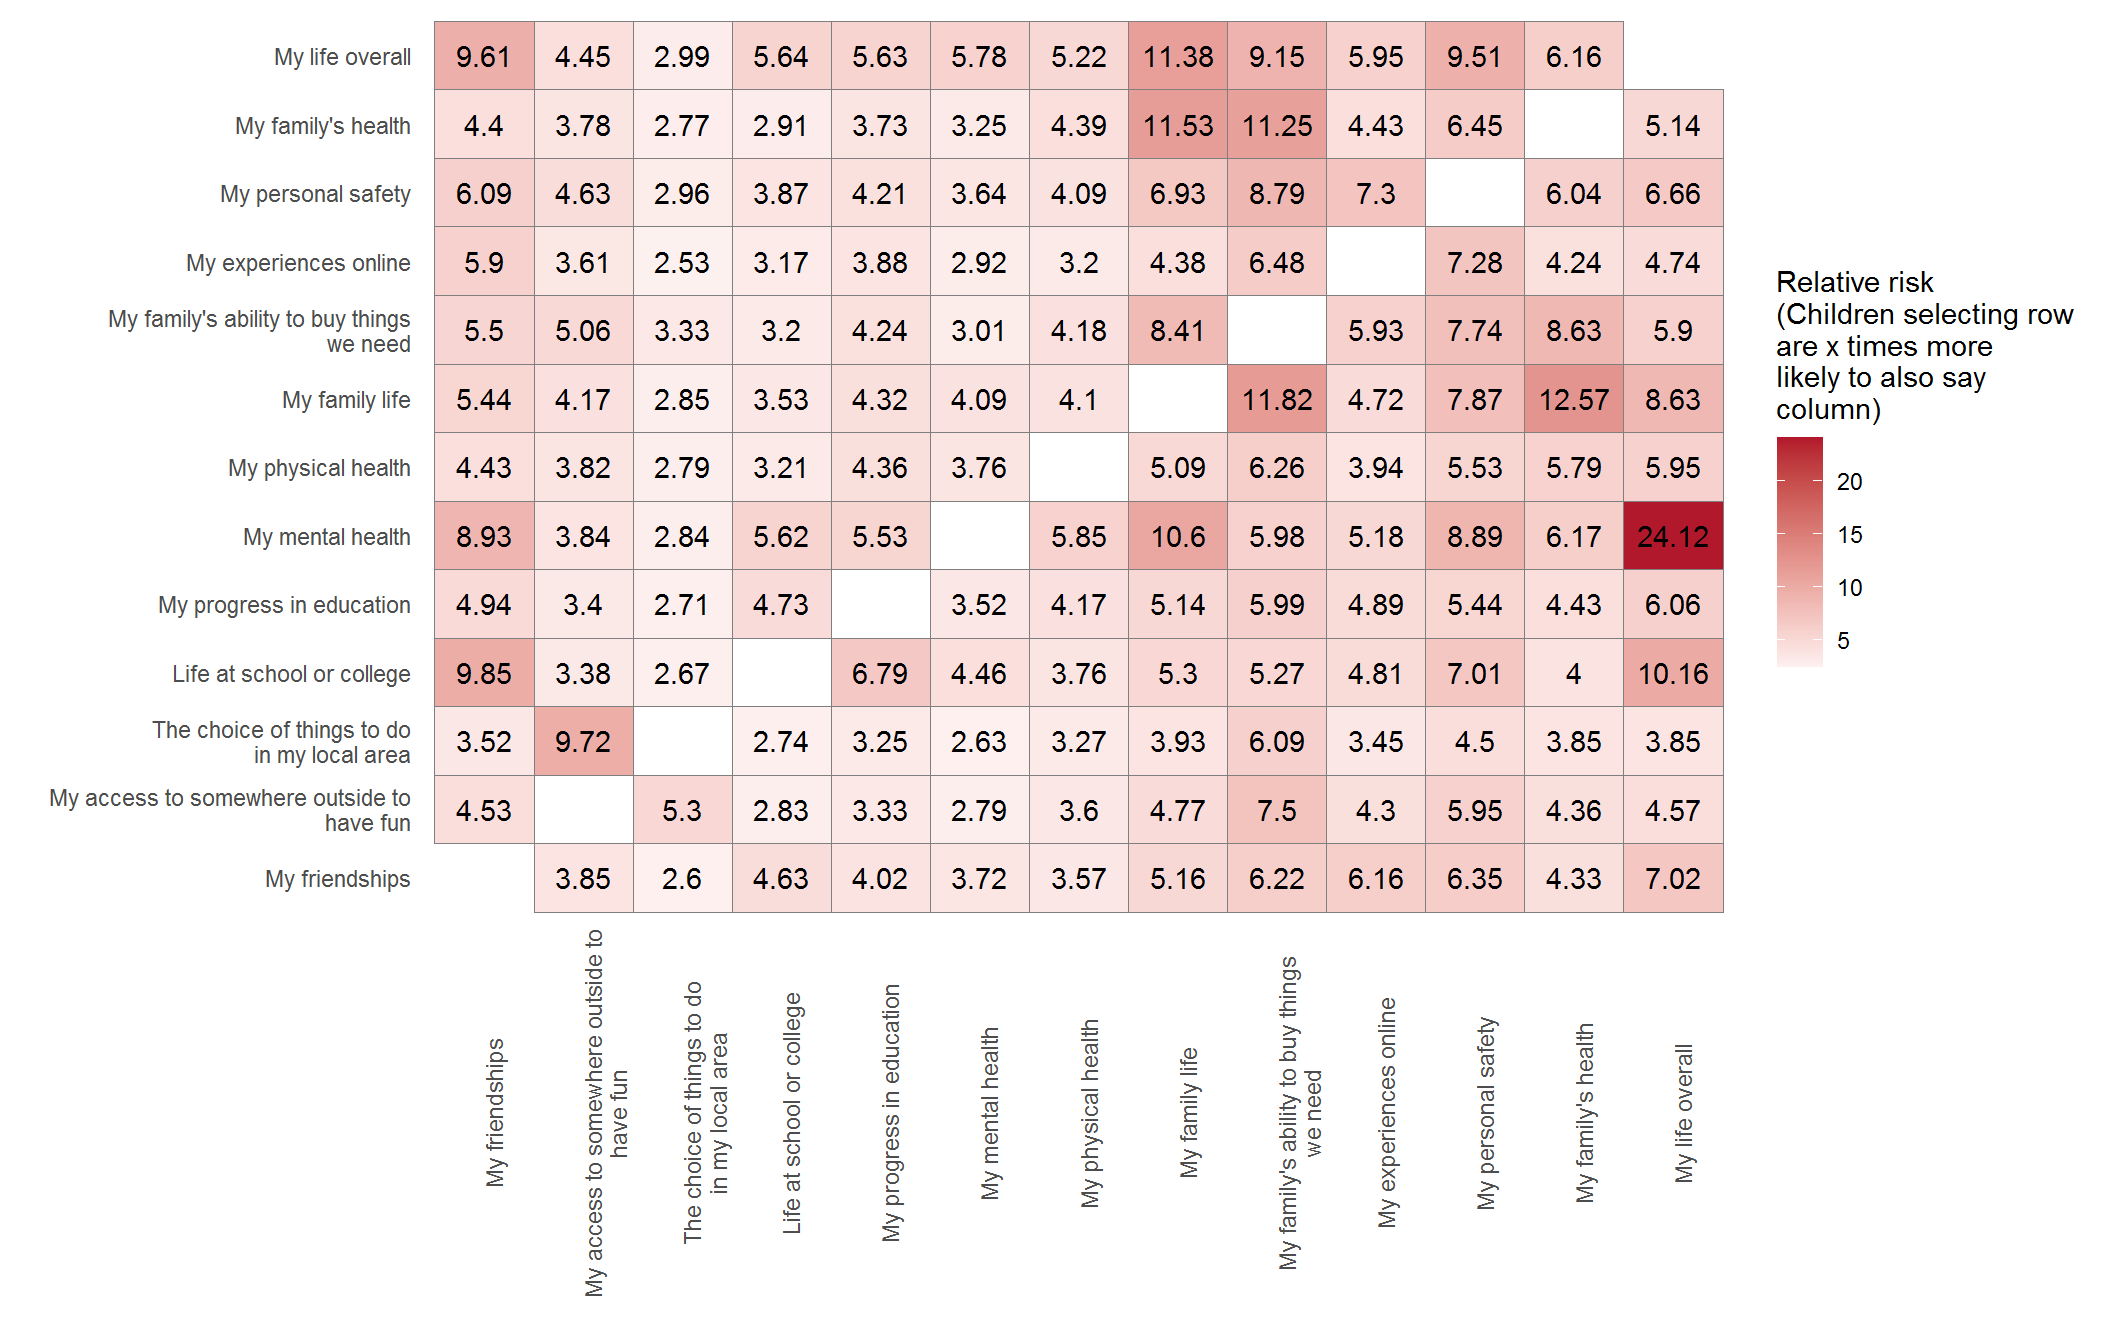 My life overall 9.61 4.45 2.99 5.64 5.63 5.78 5.22 11.38 9.15 5.95 9.51 6.16
My family's health 4.4 3.78 2.77 2.91 3.73 3.25 4.39 11.53 11.25 4.43 6.45 5.14
My personal safety 6.09 4.63 2.96 3.87 4.21 3.64 4.09 6.93 8.79 7.3 6.04 6.66
My experiences online 5.9 3.61 2.53 3.17 3.88 2.92 3.2 4.38 6.48 7.28 4.24 4.74
My family's ability to buy things
we need 5.5 5.06 3.33 3.2 4.24 3.01 4.18 8.41 5.93 7.74 8.63 5.9
My family life 5.44 4.17 2.85 3.53 4.32 4.09 4.1 11.82 4.72 7.87 12.57 8.63
My physical health 4.43 3.82 2.79 3.21 4.36 3.76 5.09 6.26 3.94 5.53 5.79 5.95
My mental health 8.93 3.84 2.84 5.62 5.53 5.85 10.6 5.98 5.18 8.89 6.17 24.12
My progress in education 4.94 3.4 2.71 4.73 3.52 4.17 5.14 5.99 4.89 5.44 4.43 6.06
Life at school or college 9.85 3.38 2.67 6.79 4.46 3.76 5.3 5.27 4.81 7.01 4 10.16
The choice of things to do
in my local area 3.52 9.72 2.74 3.25 2.63 3.27 3.93 6.09 3.45 4.5 3.85 3.85
My access to somewhere outside to
have fun 4.53 5.3 2.83 3.33 2.79 3.6 4.77 7.5 4.3 5.95 4.36 4.57
My friendships 3.85 2.6 4.63 4.02 3.72 3.57 5.16 6.22 6.16 6.35 4.33 7.02
My friendships
My access to somewhere outside to
have fun
The choice of things to do
in my local area
Life at school or college
My progress in education
My mental health
My physical health
My family life
My family's ability to buy things
we need
My experiences online
My personal safety
My family's health
My life overall
Relative risk
(Children selecting row
are x times more
likely to also say
column)
20
15
10
5